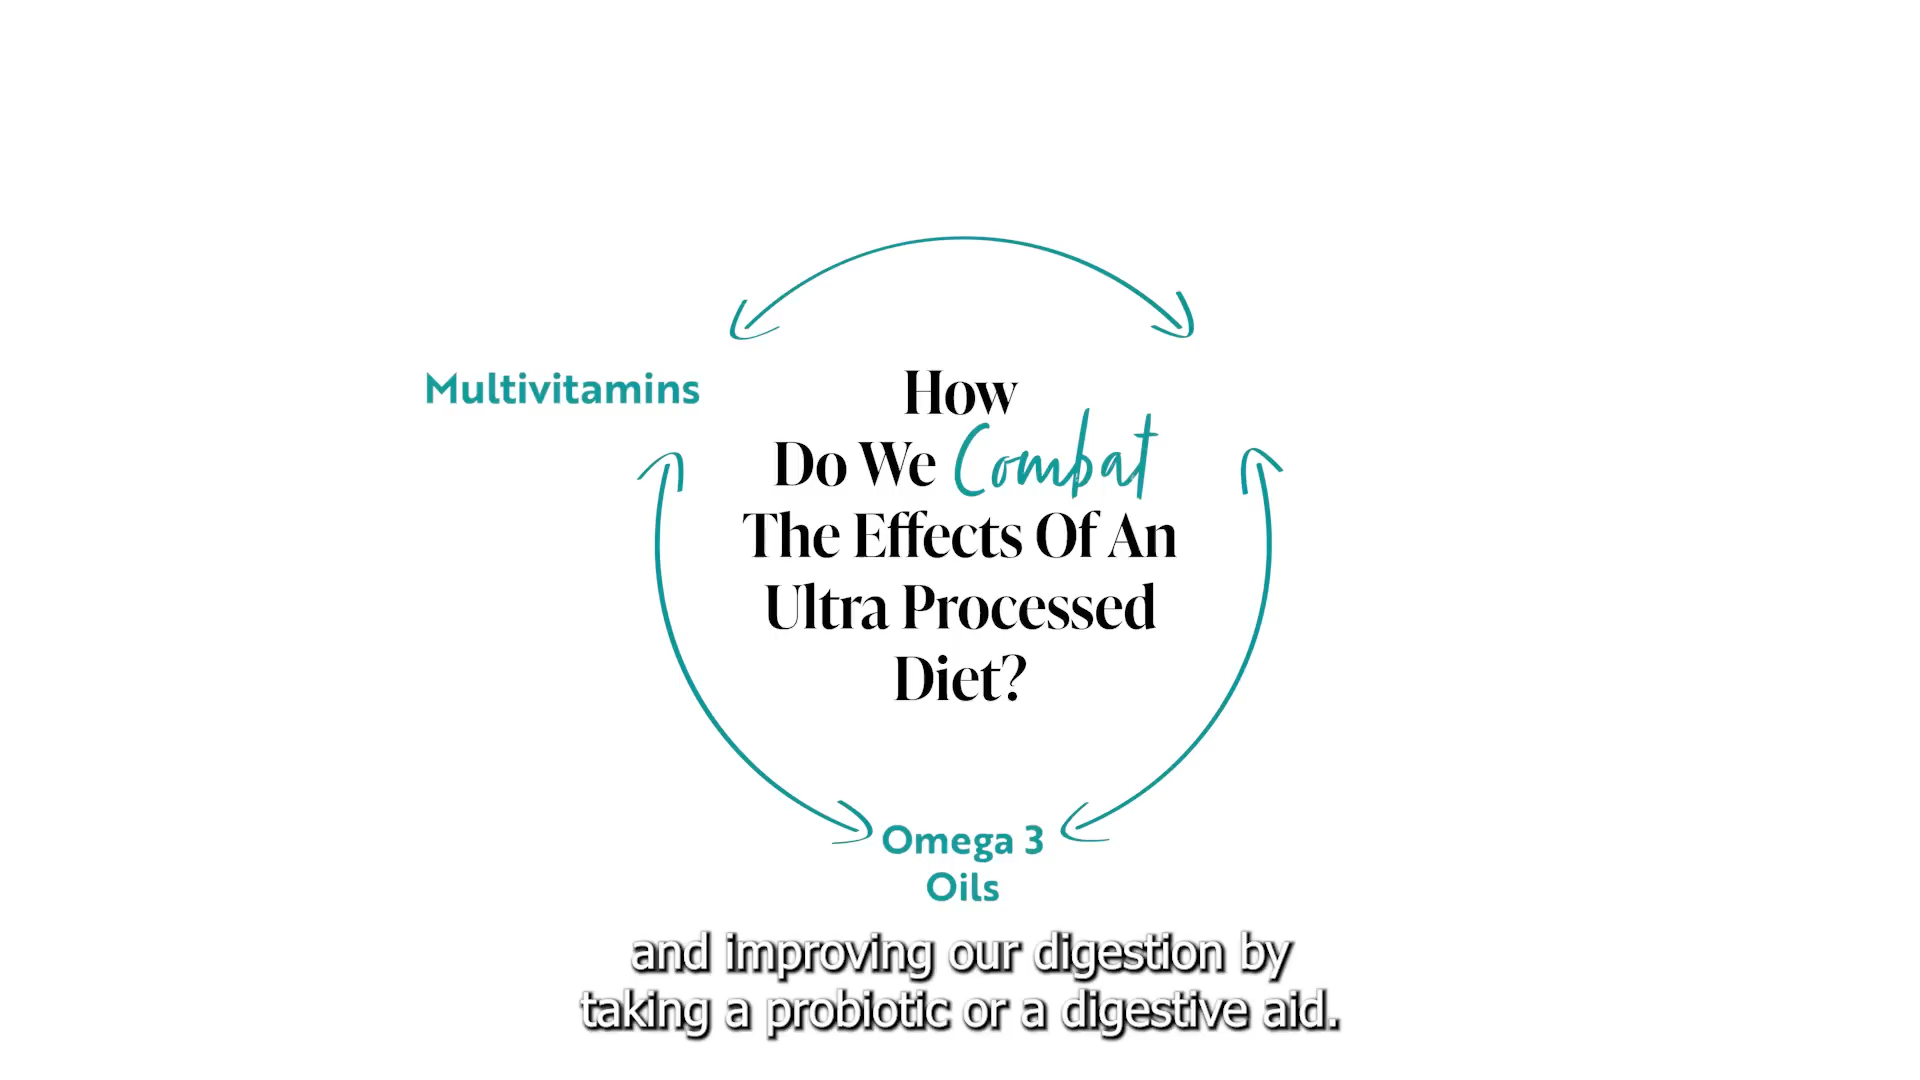 Multivitamins
How
Do We Combat
The Effects Of An
Ultra Processed
Diet?
Omega 3
Oils
and improving our digestion by
taking a probiotic or a digestive aid.